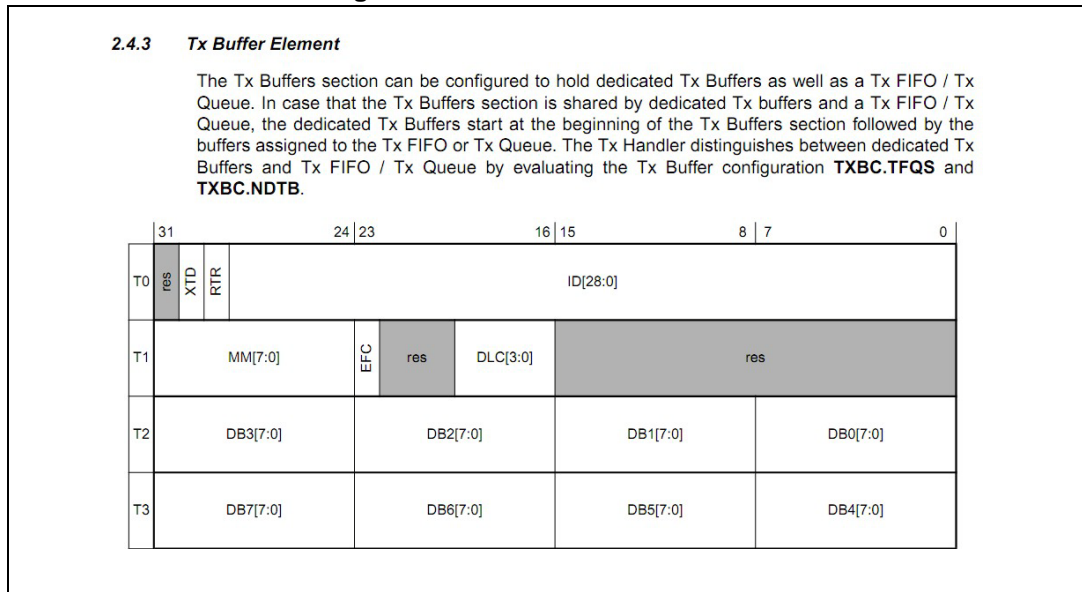 2.4.3 Tx Buffer Element
The Tx Buffers section can be configured to hold dedicated Tx Buffers as well as a Tx FIFO / Tx
Queue. In case that the Tx Buffers section is shared by dedicated Tx buffers and a Tx FIFO / Tx
Queue, the dedicated Tx Buffers start at the beginning of the Tx Buffers section followed by the
buffers assigned to the Tx FIFO or Tx Queue. The Tx Handler distinguishes between dedicated Tx
Buffers and Tx FIFO / Tx Queue by evaluating the Tx Buffer configuration TXBC.TFQS and
TXBC.NDTB.
31 24 23 16 15 8 7 0
T0 res XTD RTR ID[28:0]
T1 MM[7:0] EFC res DLC[3:0] res
T2 DB3[7:0] DB2[7:0] DB1[7:0] DB0[7:0]
T3 DB7[7:0] DB6[7:0] DB5[7:0] DB4[7:0]